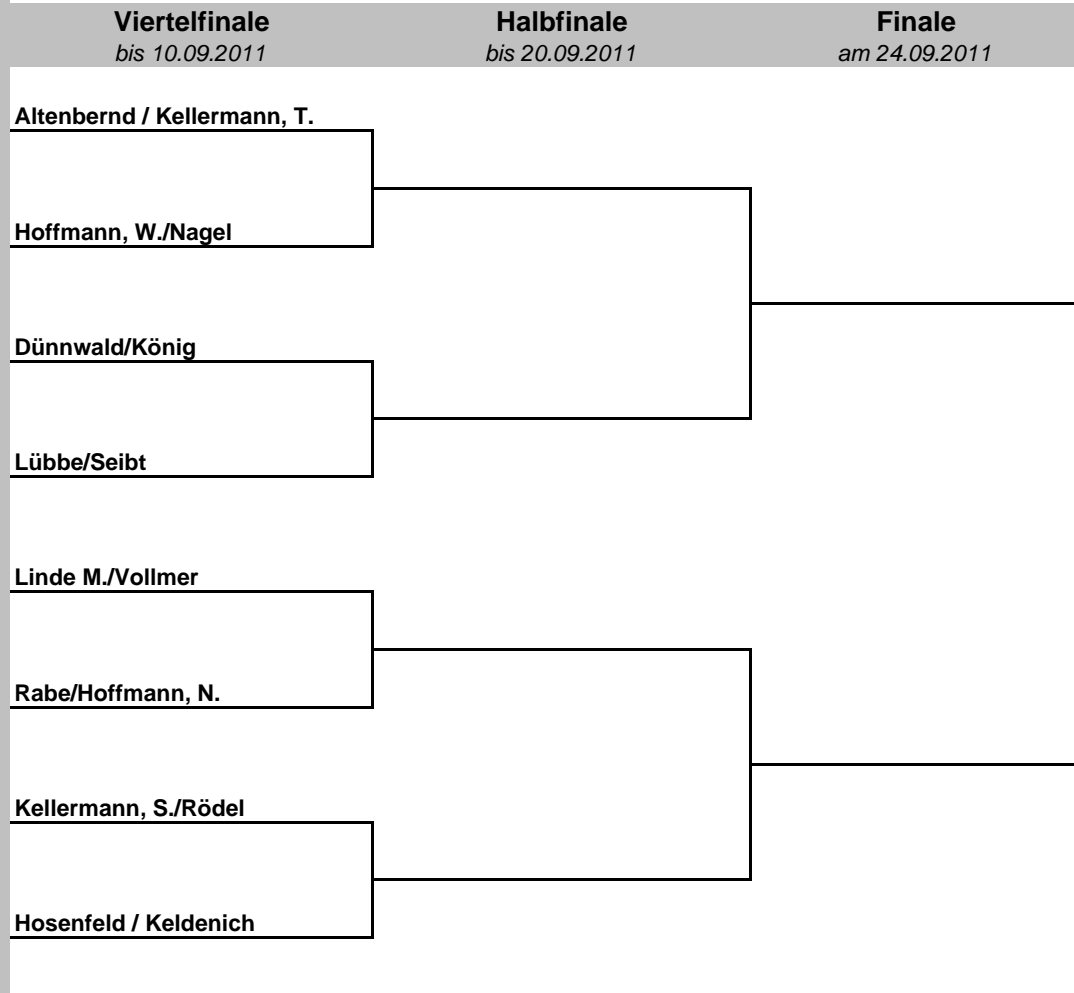 Viertelfinale
bis 10.09.2011
Halbfinale
bis 20.09.2011
Finale
am 24.09.2011
Altenbernd / Kellermann, T.
Hoffmann, W./Nagel
Dünnwald/König
Lübbe/Seibt
Linde M./Vollmer
Rabe/Hoffmann, N.
Kellermann, S./Rödel
Hosenfeld / Keldenich